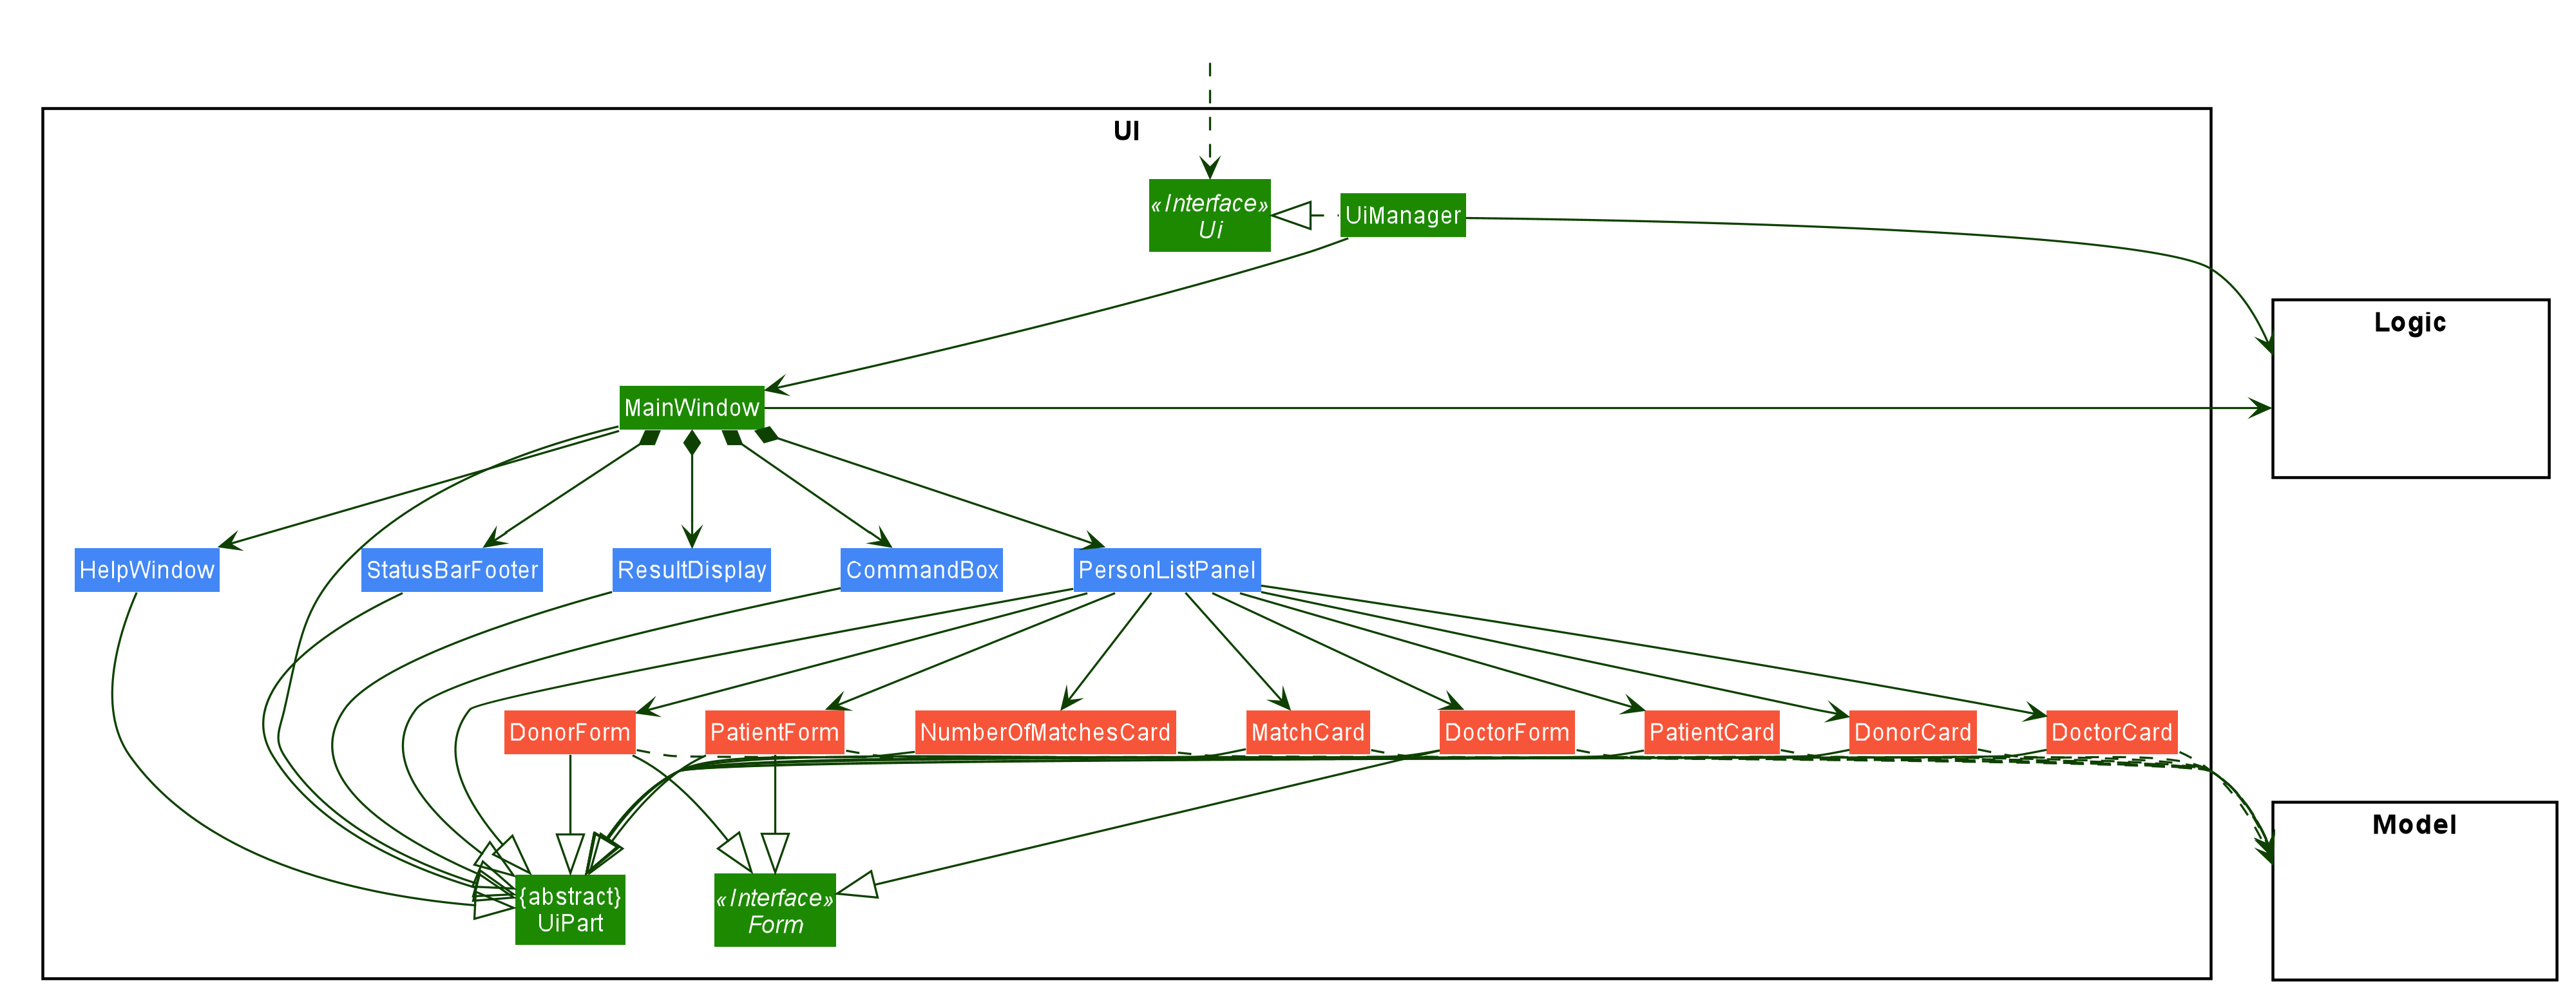 UI
«Interface»
Ui
UiManager
Logic
MainWindow
HelpWindow
StatusBarFooter
ResultDisplay
CommandBox
PersonListPanel
DonorForm
PatientForm
NumberOfMatchesCard
MatchCard
DoctorForm
PatientCard
DonorCard
DoctorCard
Model
{abstract}
UiPart
«Interface»
Form